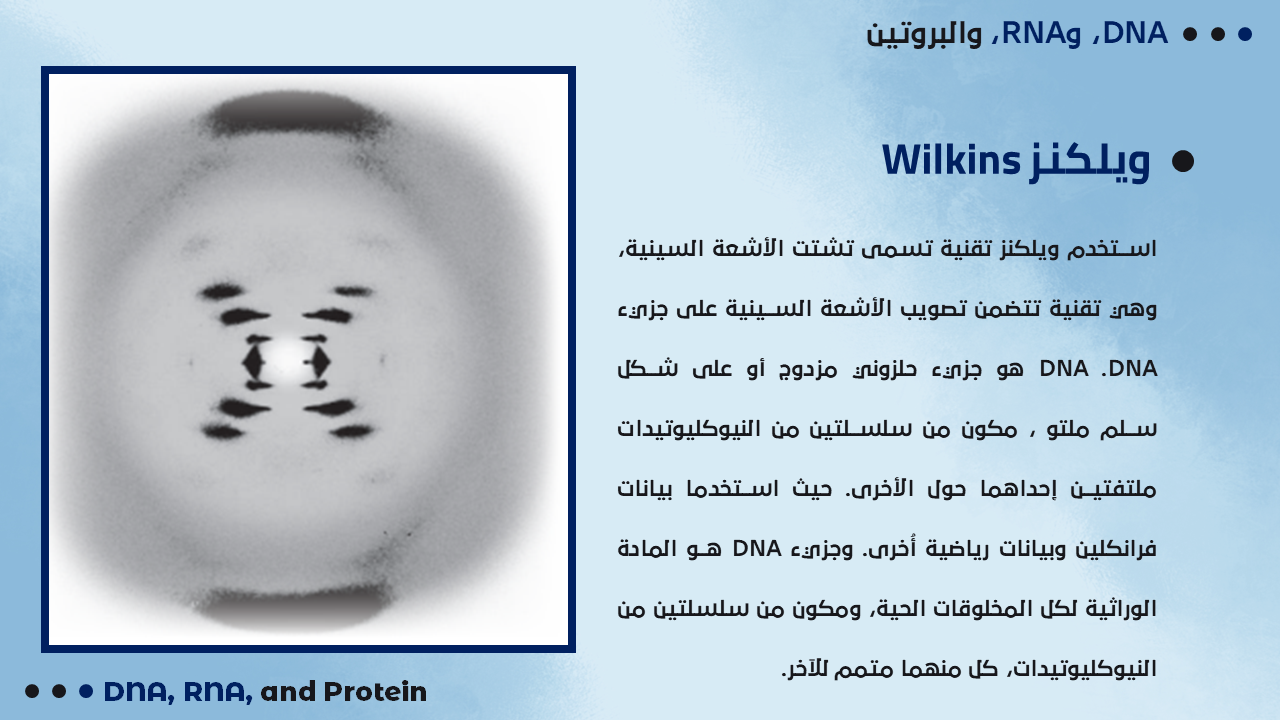 DNA، وRNA، والبروتين
ويلكنز Wilkins
استخدم ويلكنز تقنية تسمى تشتت الأشعة السينية،
وهي تقنية تتضمن تصويب الأشعة السينية على جزيء
DNA. DNA هو جزيء حلزوني مزدوج أو على شكل
سلم ملتو ، مكون من سلسلتين من النيوكليوتيدات
ملتفتين إحداهما حول الأخرى. حيث استخدما بيانات
فرانكلين وبيانات رياضية أُخرى. وجزيء DNA هو المادة
الوراثية لكل المخلوقات الحية، ومكون من سلسلتين من
النيوكليوتيدات، كل منهما متمم للآخر.
DNA, RNA, and Protein